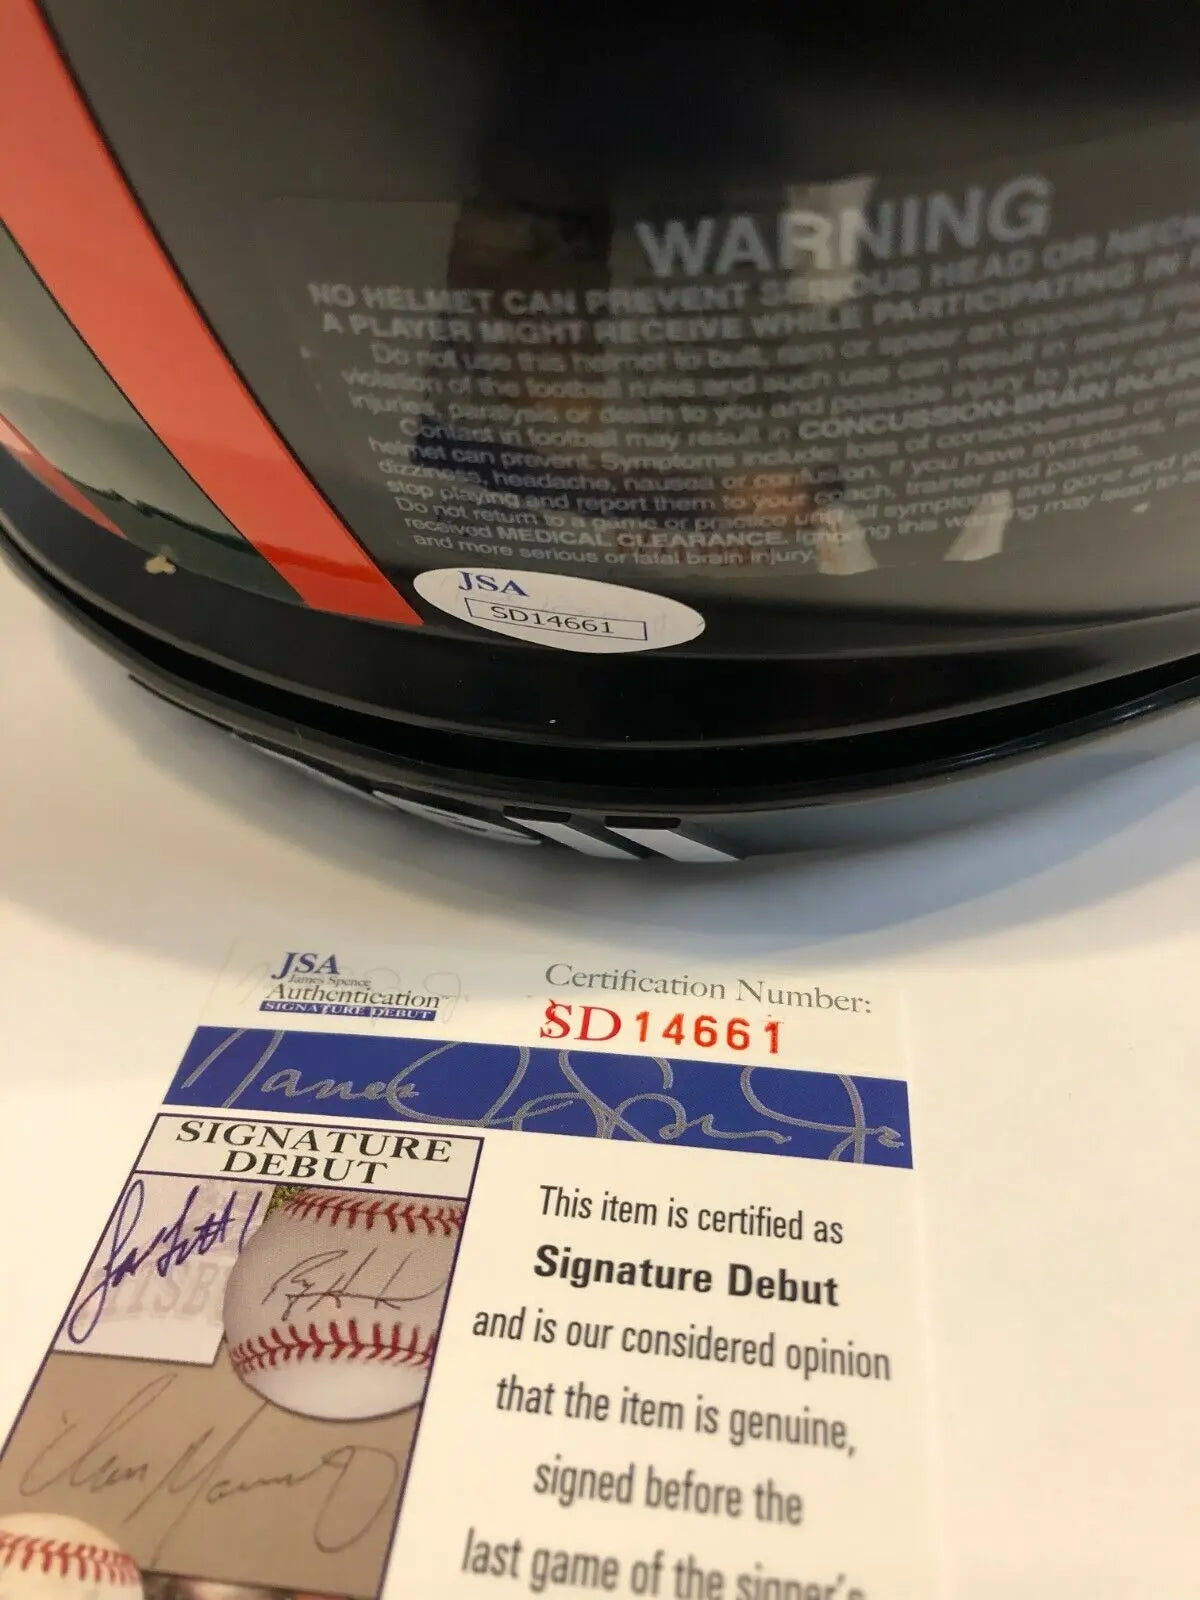 WARNING
NO HELMET CAN PREVENT SERIOUS HEAD OR NECK
A PLAYER MIGHT RECEIVE WHILE PARTICIPATING IN
Do not use this helmet to butt, ram or spear an opposing
violation of the football rules and such use can result in severe
injuries, paralysis or death to you and possible injury to your
Contact in football may result in CONCUSSION-BRAIN INJURY
helmet can prevent. Symptoms include: loss of consciousness or
dizziness, headache, nausea or confusion. If you have symptoms,
stop playing and report them to your coach, trainer and parents.
Do not return to a game or practice until all symptoms are gone and
received MEDICAL CLEARANCE. Ignoring this warning may lead to
and more serious or fatal brain injury.
JSA
SD14661
JSA
James Spence
Authentication™
SIGNATURE DEBUT
Certification Number:
SD14661
SIGNATURE
DEBUT
This item is certified as
Signature Debut
and is our considered opinion
that the item is genuine,
signed before the
last game of the signer's